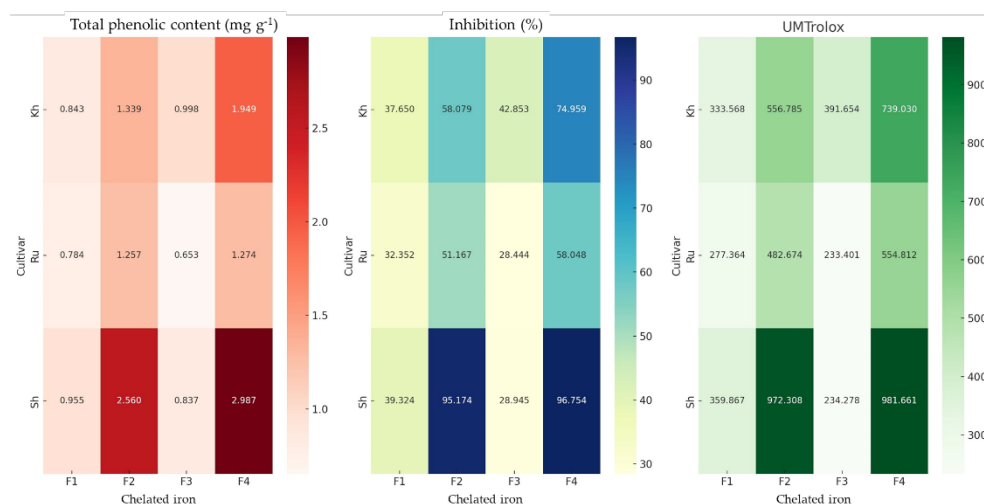 Total phenolic content (mg g⁻¹)
Kh 0.843 1.339 0.998 1.949
Ru 0.784 1.257 0.653 1.274
Sh 0.955 2.560 0.837 2.987
Cultivar
F1 F2 F3 F4
Chelated iron
2.5
2.0
1.5
1.0
Inhibition (%)
Kh 37.650 58.079 42.853 74.959
Ru 32.352 51.167 28.444 58.048
Sh 39.324 95.174 28.945 96.754
Cultivar
F1 F2 F3 F4
Chelated iron
90
80
70
60
50
40
30
UMTrolox
Kh 333.568 556.785 391.654 739.030
Ru 277.364 482.674 233.401 554.812
Sh 359.867 972.308 234.278 981.661
Cultivar
F1 F2 F3 F4
Chelated iron
900
800
700
600
500
400
300